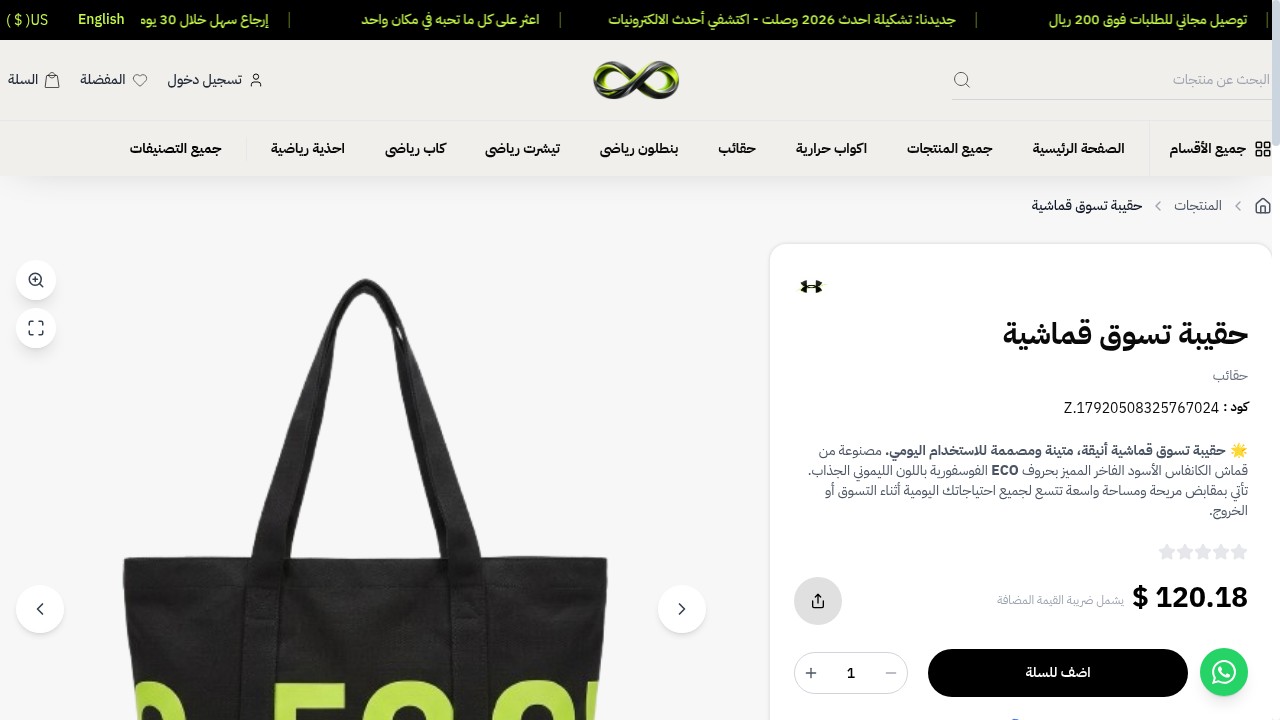 توصيل مجاني للطلبات فوق 200 ريال
جديدنا: تشكيلة احدث 2026 وصلت - اكتشفي أحدث الالكترونيات
اعثر على كل ما تحبه في مكان واحد
إرجاع سهل خلال 30 يوم
English
US( $ )
البحث عن منتجات
تسجيل دخول
المفضلة
السلة
جميع الأقسام
الصفحة الرئيسية
جميع المنتجات
اكواب حرارية
حقائب
بنطلون رياضى
تيشرت رياضى
كاب رياضى
احذية رياضية
جميع التصنيفات
المنتجات
حقيبة تسوق قماشية
حقيبة تسوق قماشية
حقائب
كود : Z.17920508325767024
🌟 حقيبة تسوق قماشية أنيقة، متينة ومصممة للاستخدام اليومي. مصنوعة من
قماش الكانفاس الأسود الفاخر المميز بحروف ECO الفوسفورية باللون الليموني الجذاب.
تأتي بمقابض مريحة ومساحة واسعة تتسع لجميع احتياجاتك اليومية أثناء التسوق أو
الخروج.
$ 120.18 يشمل ضريبة القيمة المضافة
اضف للسلة
1